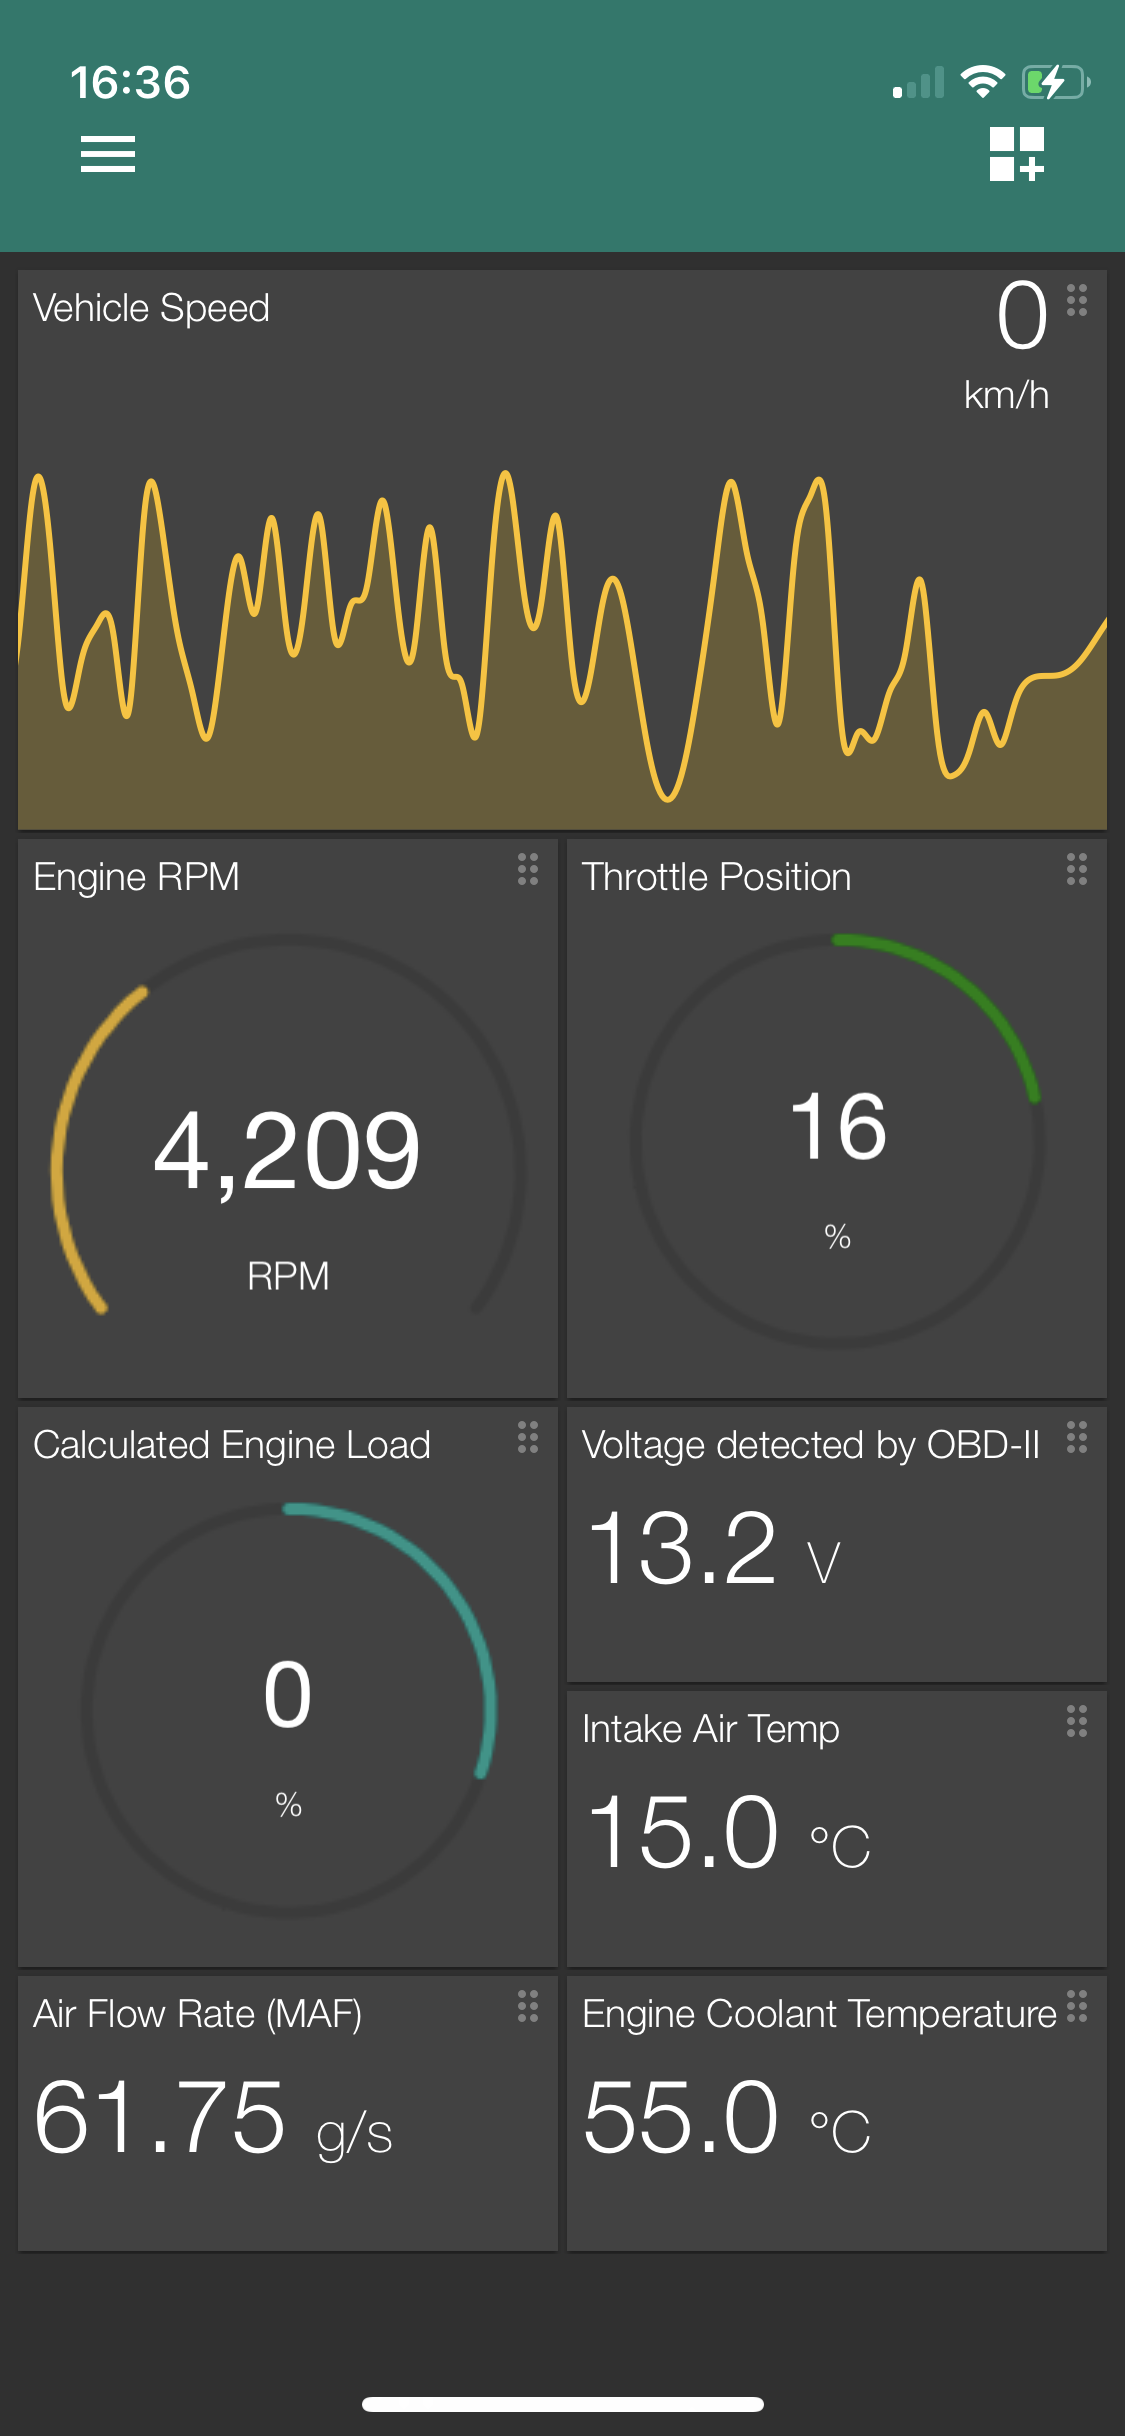 16:36
Vehicle Speed
0
km/h
Engine RPM
4,209
RPM
Throttle Position
16
%
Calculated Engine Load
0
%
Voltage detected by OBD-II
13.2 V
Intake Air Temp
15.0 °C
Air Flow Rate (MAF)
61.75 g/s
Engine Coolant Temperature
55.0 °C